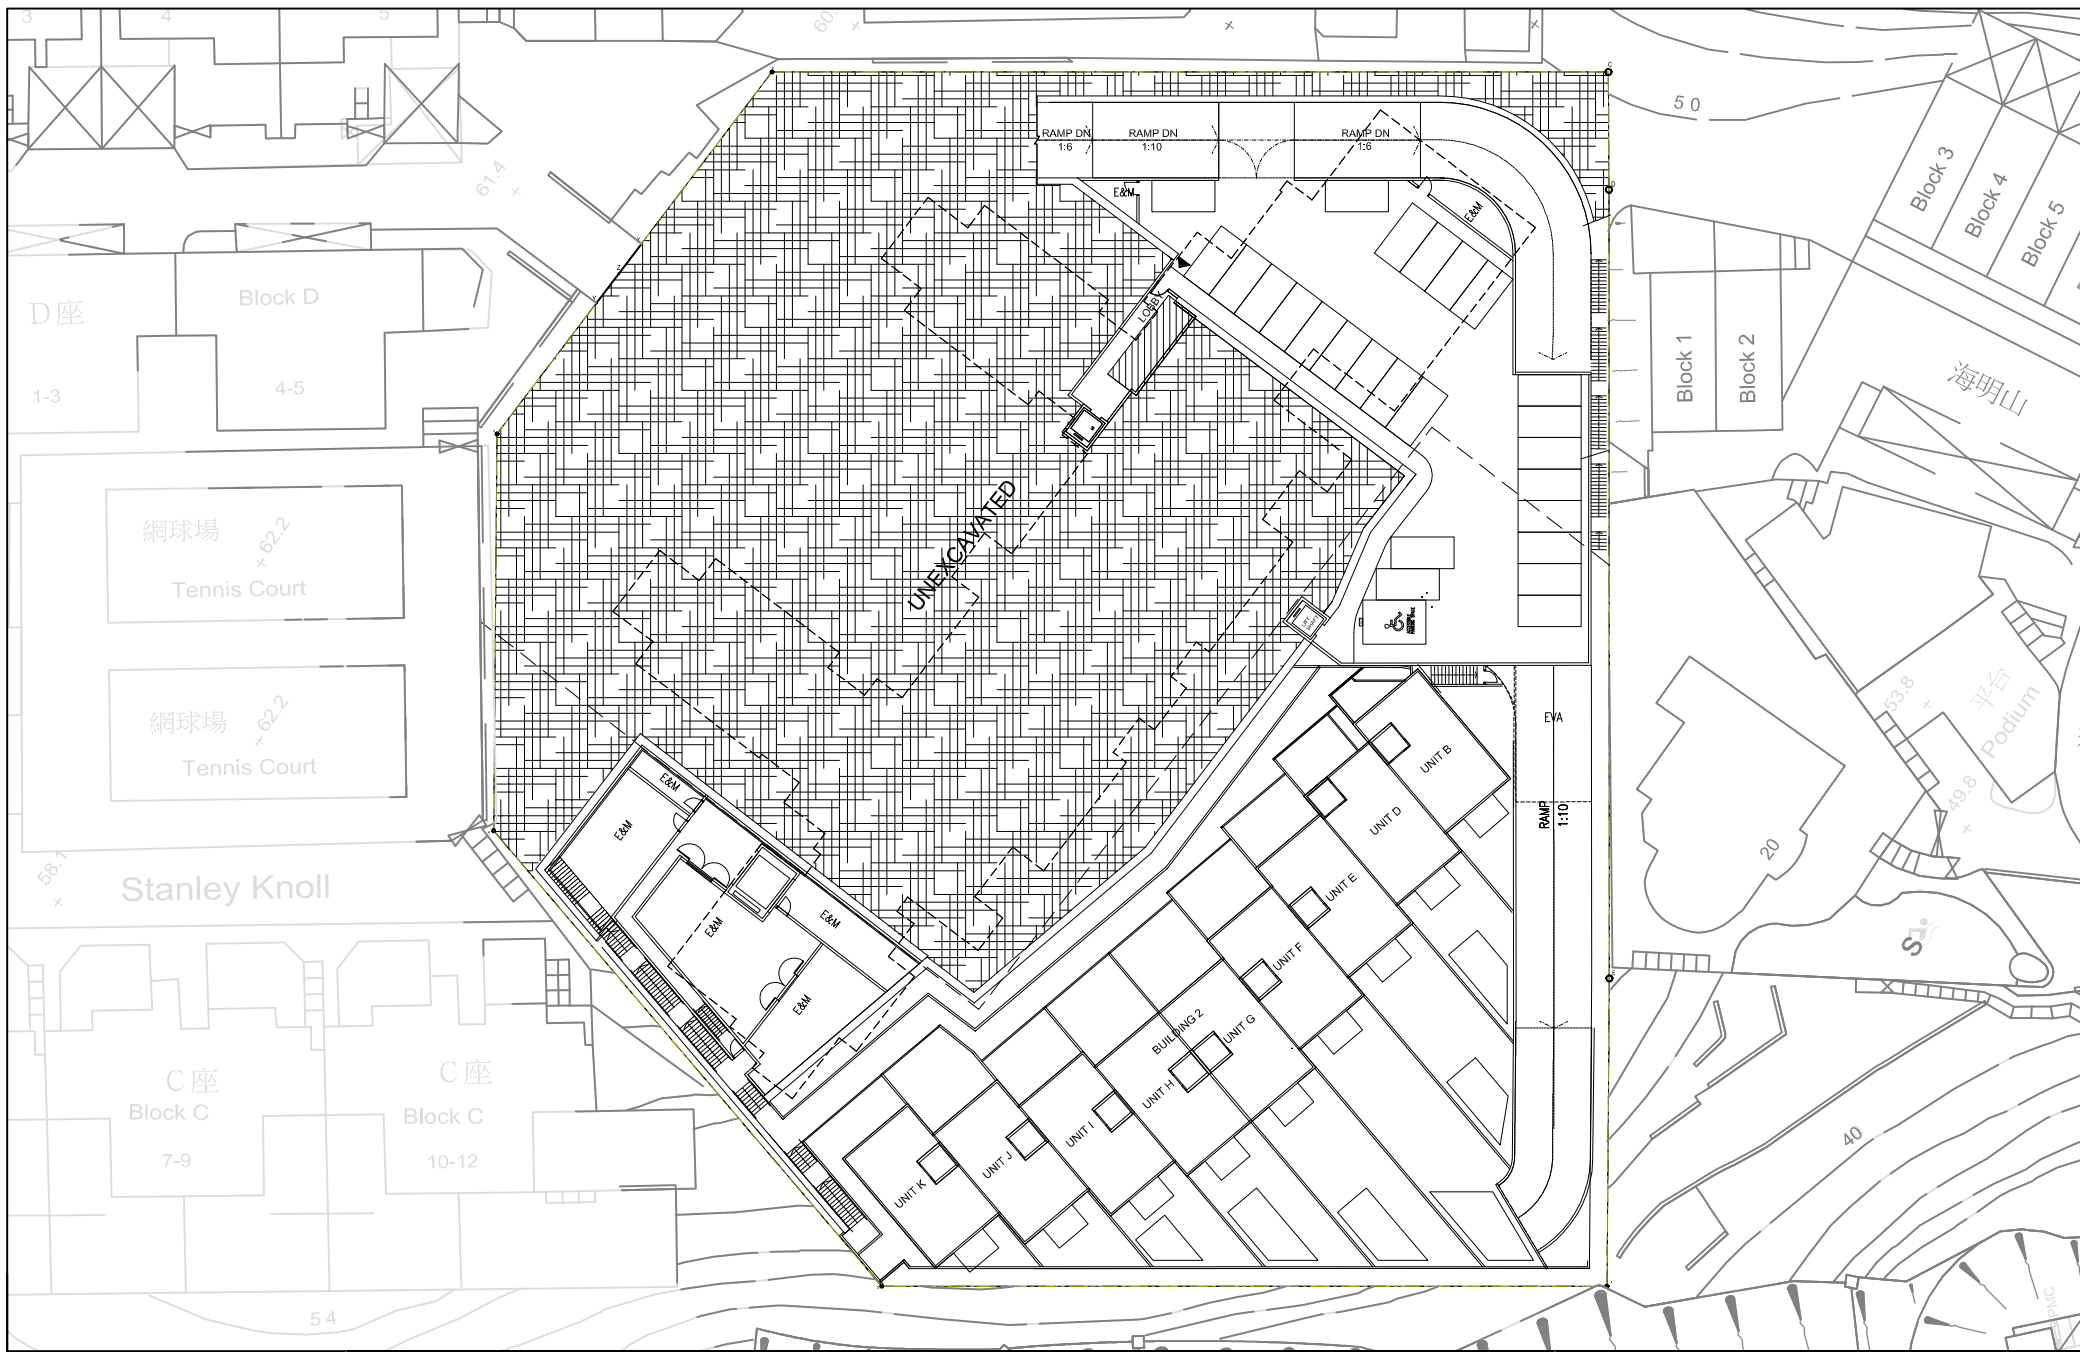 3
4
5
60.
C
50
RAMP DN
1:6
RAMP DN
1:10
RAMP DN
1:6
Block 3
Block 4
Block 5
61.4
E&M
E&M
D
D座
Block D
1-3
4-5
LOBBY
Block 1
Block 2
海明山
網球場
62.2
Tennis Court
UNEXCAVATED
LIFT
網球場
62.2
Tennis Court
53.8
平台
Podium
49.8
EVA
RAMP
1:10
UNIT B
UNIT D
UNIT E
UNIT F
UNIT G
BUILDING 2
UNIT H
UNIT I
UNIT J
UNIT K
E&M
E&M
E&M
E&M
E&M
20
58.1
Stanley Knoll
S
E
C座
Block C
7-9
C座
Block C
10-12
40
54
PMC